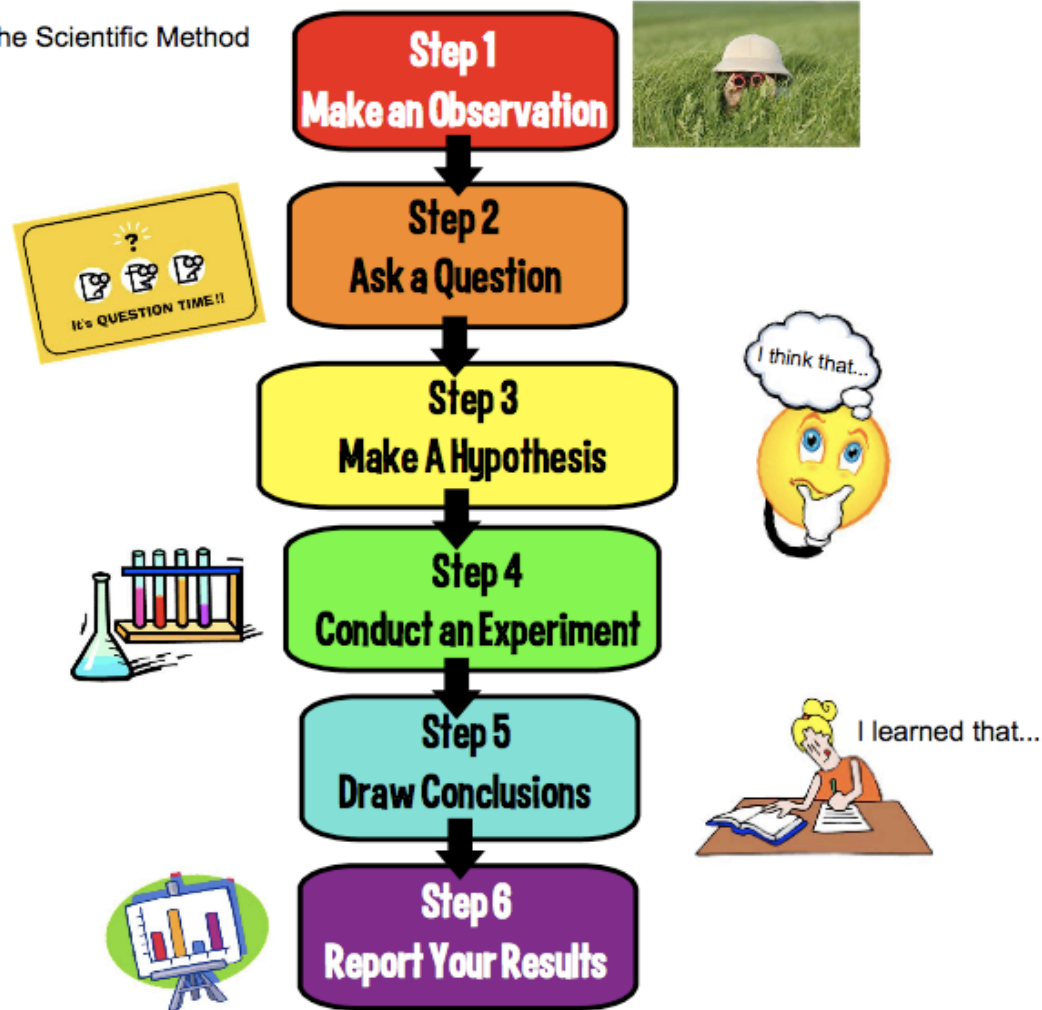 he Scientific Method
Step 1
Make an Observation
Step 2
Ask a Question
?
It's QUESTION TIME!!
Step 3
Make A Hypothesis
I think that...
Step 4
Conduct an Experiment
Step 5
Draw Conclusions
I learned that...
Step 6
Report Your Results